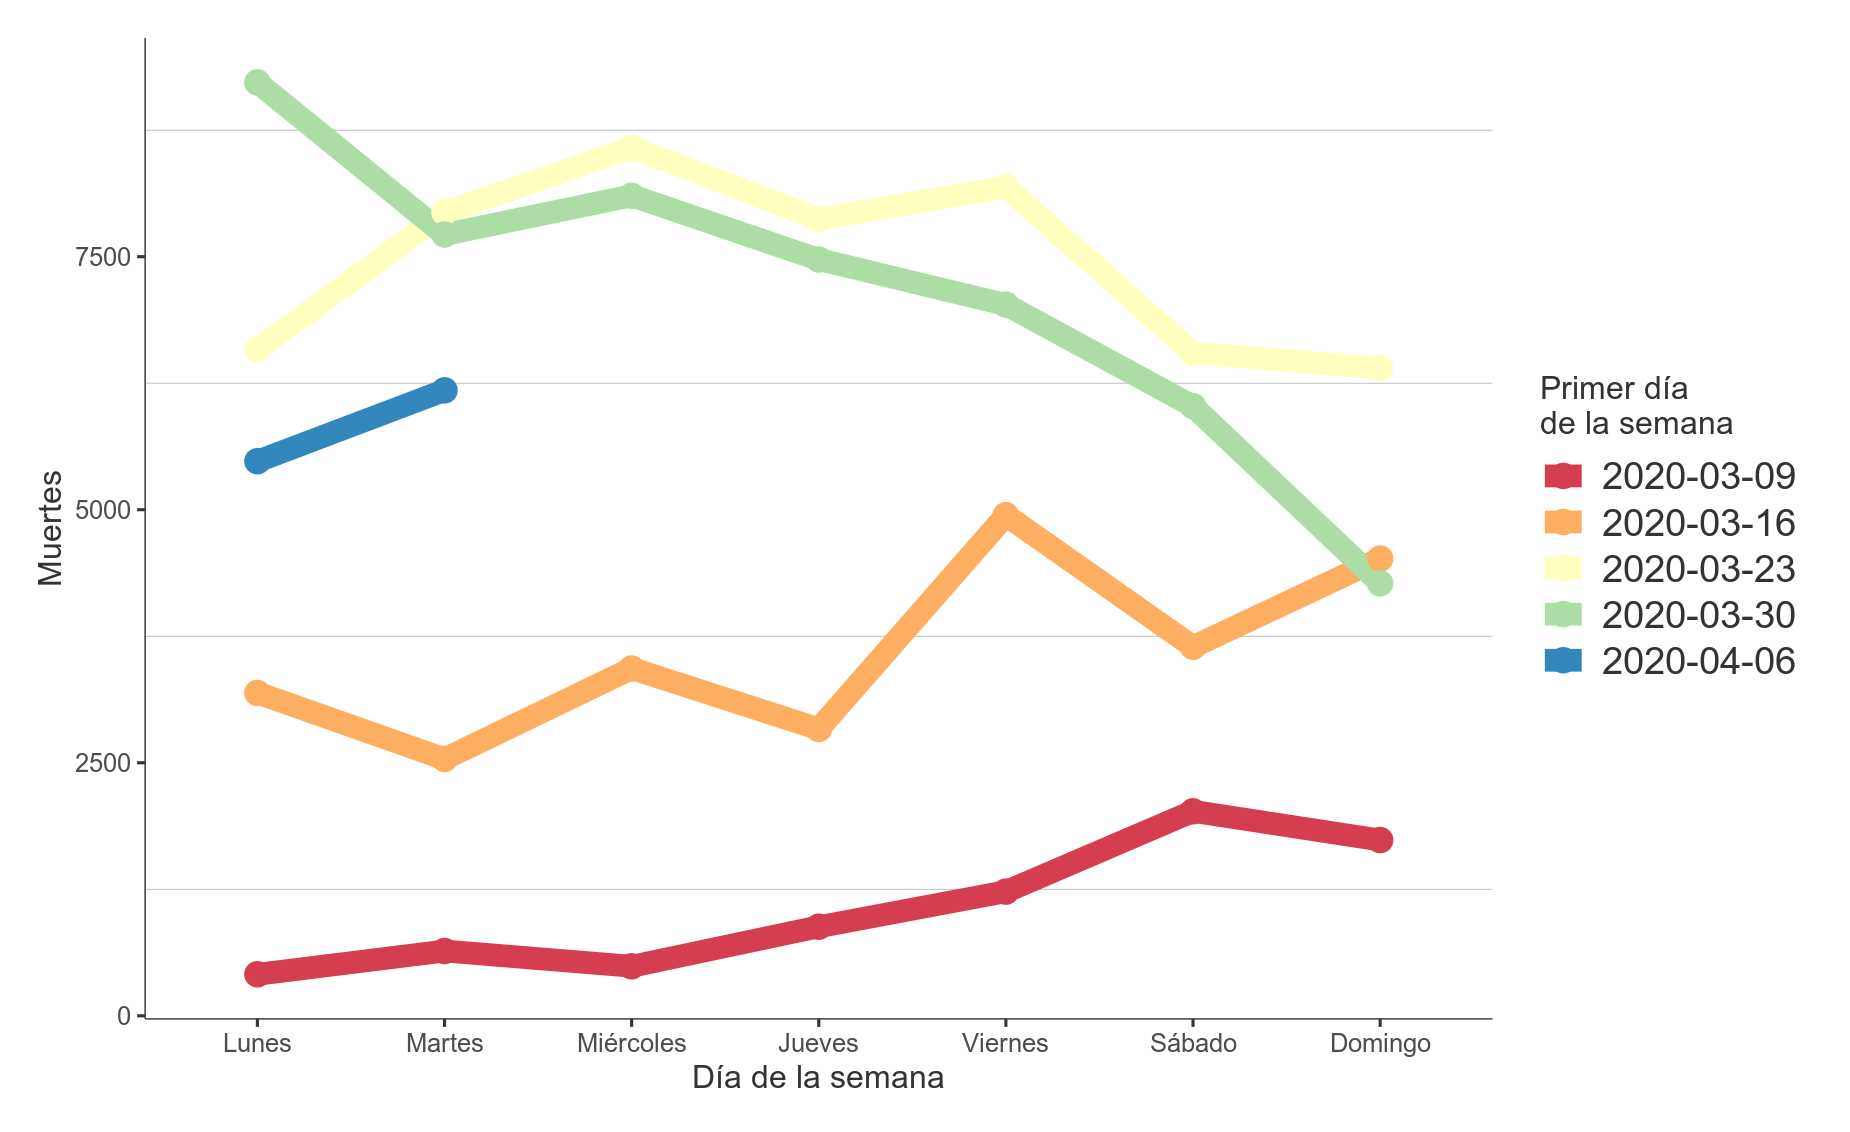 7500
5000
2500
0
Muertes
Lunes Martes Miércoles Jueves Viernes Sábado Domingo
Día de la semana
Primer día
de la semana
2020-03-09
2020-03-16
2020-03-23
2020-03-30
2020-04-06